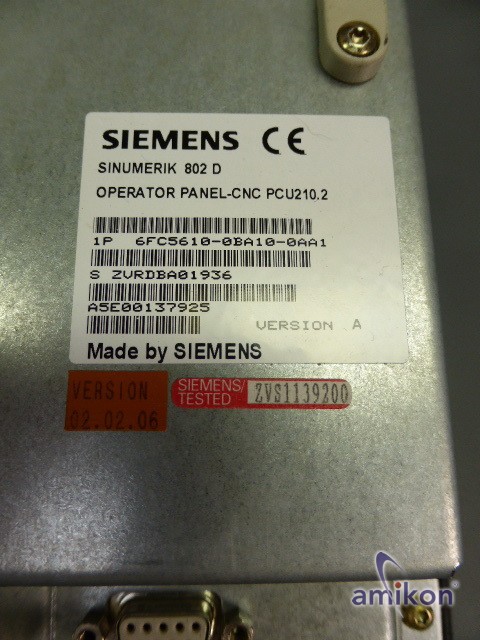 SIEMENS CE
SINUMERIK 802 D
OPERATOR PANEL-CNC PCU210.2
1P 6FC5610-0BA10-0AA1
S ZVRDBA01936
A5E00137925
VERSION A
Made by SIEMENS
VERSION
02.02.06
SIEMENS/
TESTED
ZVS1139200
amikon